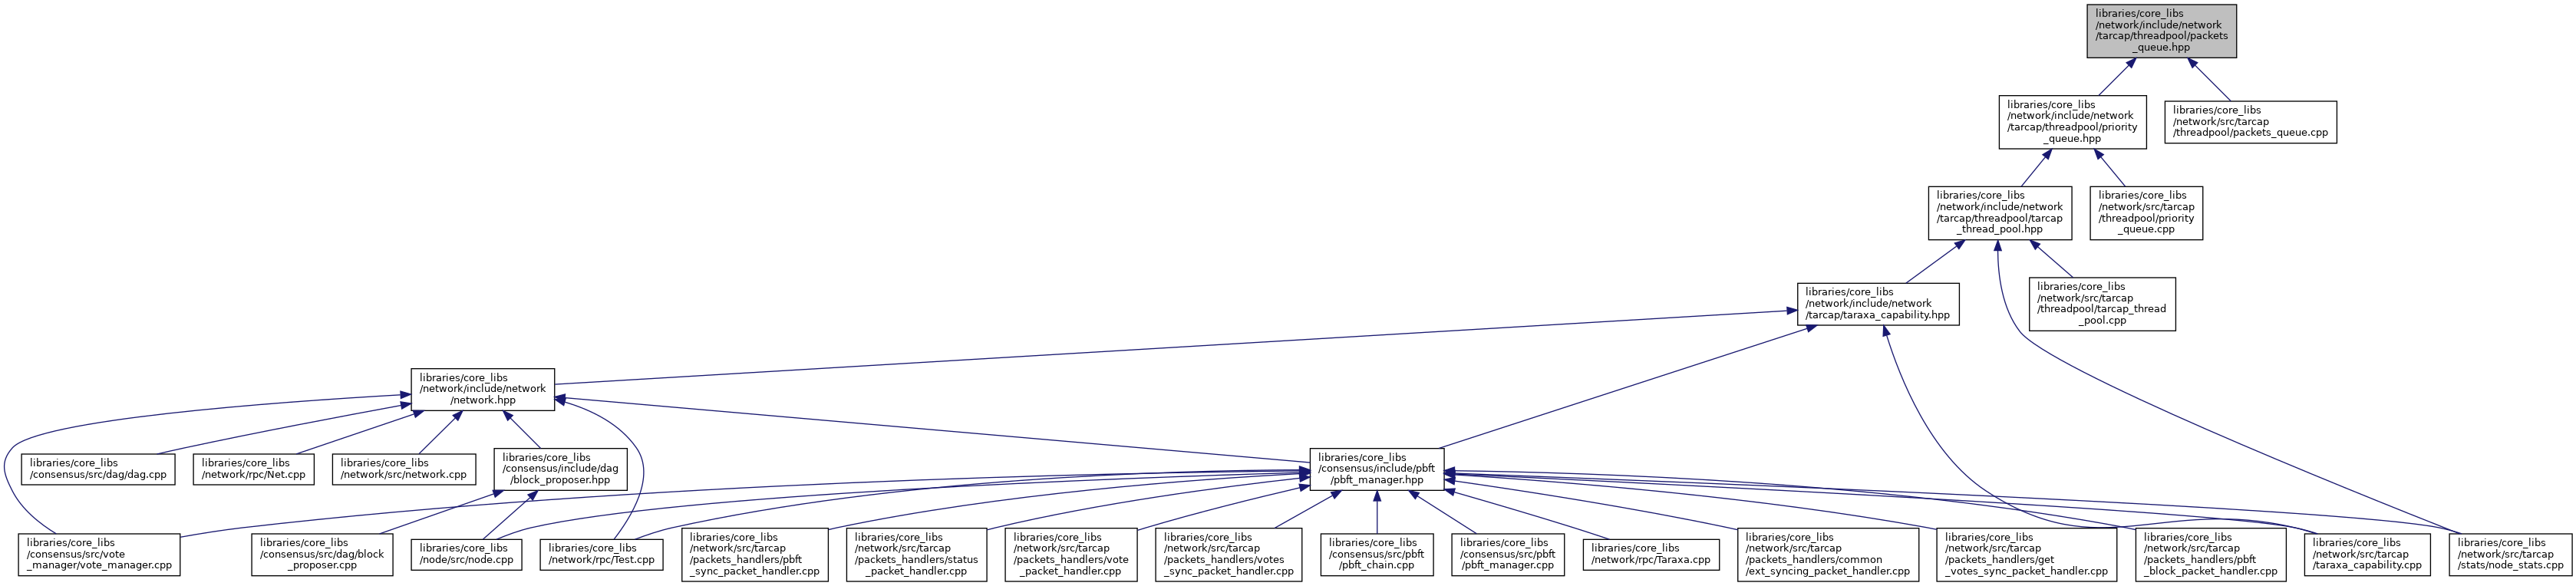 libraries/core_libs
/network/include/network
/tarcap/threadpool/packets
_queue.hpp
libraries/core_libs
/network/include/network
/tarcap/threadpool/priority
_queue.hpp
libraries/core_libs
/network/src/tarcap
/threadpool/packets_queue.cpp
libraries/core_libs
/network/include/network
/tarcap/threadpool/tarcap
_thread_pool.hpp
libraries/core_libs
/network/src/tarcap
/threadpool/priority
_queue.cpp
libraries/core_libs
/network/include/network
/tarcap/taraxa_capability.hpp
libraries/core_libs
/network/src/tarcap
/threadpool/tarcap_thread
_pool.cpp
libraries/core_libs
/network/include/network
/network.hpp
libraries/core_libs
/consensus/src/dag/dag.cpp
libraries/core_libs
/network/rpc/Net.cpp
libraries/core_libs
/network/src/network.cpp
libraries/core_libs
/consensus/include/dag
/block_proposer.hpp
libraries/core_libs
/consensus/include/pbft
/pbft_manager.hpp
libraries/core_libs
/consensus/src/vote
_manager/vote_manager.cpp
libraries/core_libs
/consensus/src/dag/block
_proposer.cpp
libraries/core_libs
/node/src/node.cpp
libraries/core_libs
/network/rpc/Test.cpp
libraries/core_libs
/network/src/tarcap
/packets_handlers/pbft
_sync_packet_handler.cpp
libraries/core_libs
/network/src/tarcap
/packets_handlers/status
_packet_handler.cpp
libraries/core_libs
/network/src/tarcap
/packets_handlers/vote
_packet_handler.cpp
libraries/core_libs
/network/src/tarcap
/packets_handlers/votes
_sync_packet_handler.cpp
libraries/core_libs
/consensus/src/pbft
/pbft_chain.cpp
libraries/core_libs
/consensus/src/pbft
/pbft_manager.cpp
libraries/core_libs
/network/rpc/Taraxa.cpp
libraries/core_libs
/network/src/tarcap
/packets_handlers/common
/ext_syncing_packet_handler.cpp
libraries/core_libs
/network/src/tarcap
/packets_handlers/get
_votes_sync_packet_handler.cpp
libraries/core_libs
/network/src/tarcap
/packets_handlers/pbft
_block_packet_handler.cpp
libraries/core_libs
/network/src/tarcap
/taraxa_capability.cpp
libraries/core_libs
/network/src/tarcap
/stats/node_stats.cpp